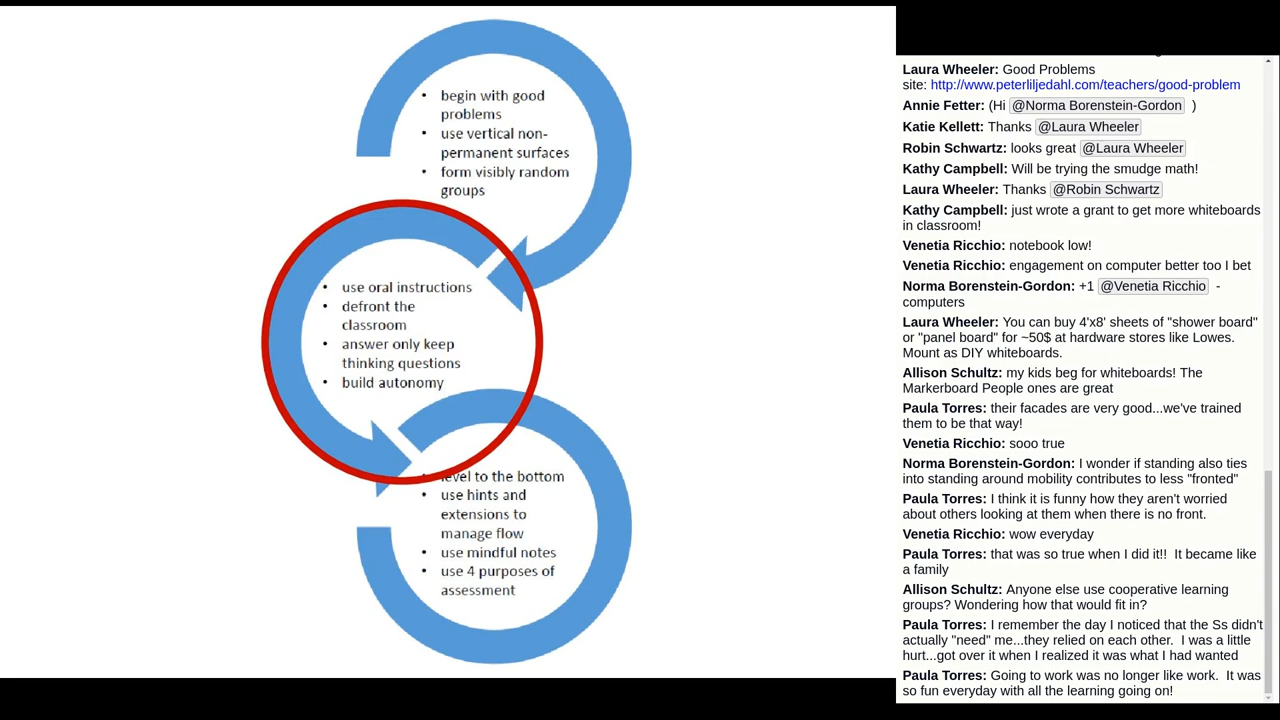 • begin with good
problems
• use vertical non-
permanent surfaces
• form visibly random
groups
• use oral instructions
• defront the
classroom
• answer only keep
thinking questions
• build autonomy
• level to the bottom
• use hints and
extensions to
manage flow
• use mindful notes
• use 4 purposes of
assessment
Laura Wheeler: Good Problems
site: http://www.peterliljedahl.com/teachers/good-problem
Annie Fetter: (Hi @Norma Borenstein-Gordon )
Katie Kellett: Thanks @Laura Wheeler
Robin Schwartz: looks great @Laura Wheeler
Kathy Campbell: Will be trying the smudge math!
Laura Wheeler: Thanks @Robin Schwartz
Kathy Campbell: just wrote a grant to get more whiteboards
in classroom!
Venetia Ricchio: notebook low!
Venetia Ricchio: engagement on computer better too I bet
Norma Borenstein-Gordon: +1 @Venetia Ricchio -
computers
Laura Wheeler: You can buy 4'x8' sheets of "shower board"
or "panel board" for ~50$ at hardware stores like Lowes.
Mount as DIY whiteboards.
Allison Schultz: my kids beg for whiteboards! The
Markerboard People ones are great
Paula Torres: their facades are very good...we've trained
them to be that way!
Venetia Ricchio: sooo true
Norma Borenstein-Gordon: I wonder if standing also ties
into standing around mobility contributes to less "fronted"
Paula Torres: I think it is funny how they aren't worried
about others looking at them when there is no front.
Venetia Ricchio: wow everyday
Paula Torres: that was so true when I did it!! It became like
a family
Allison Schultz: Anyone else use cooperative learning
groups? Wondering how that would fit in?
Paula Torres: I remember the day I noticed that the Ss didn't
actually "need" me...they relied on each other. I was a little
hurt...got over it when I realized it was what I had wanted
Paula Torres: Going to work was no longer like work. It was
so fun everyday with all the learning going on!